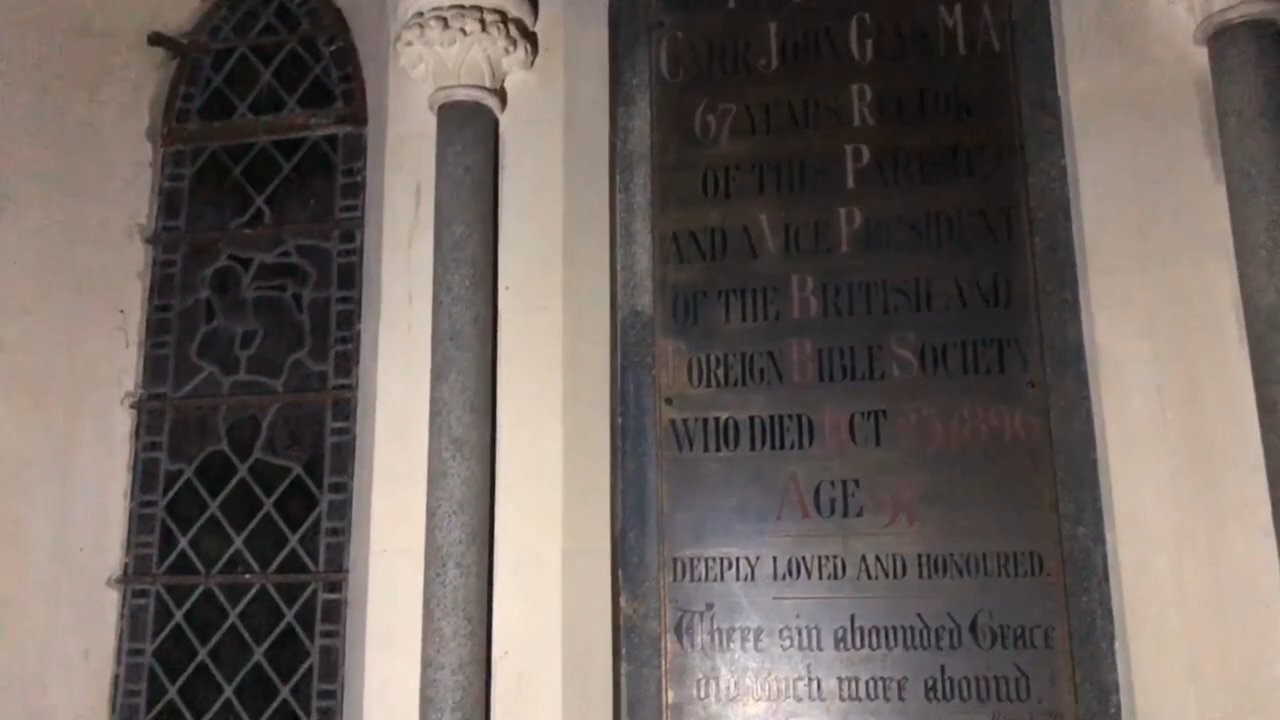 CARR JOHN GLYN MA
67 YEARS RECTOR
OF THIS PARISH
AND A VICE PRESIDENT
OF THE BRITISH AND
FOREIGN BIBLE SOCIETY
WHO DIED OCT 1896
AGE
DEEPLY LOVED AND HONOURED.
Where sin abounded Grace
did much more abound.